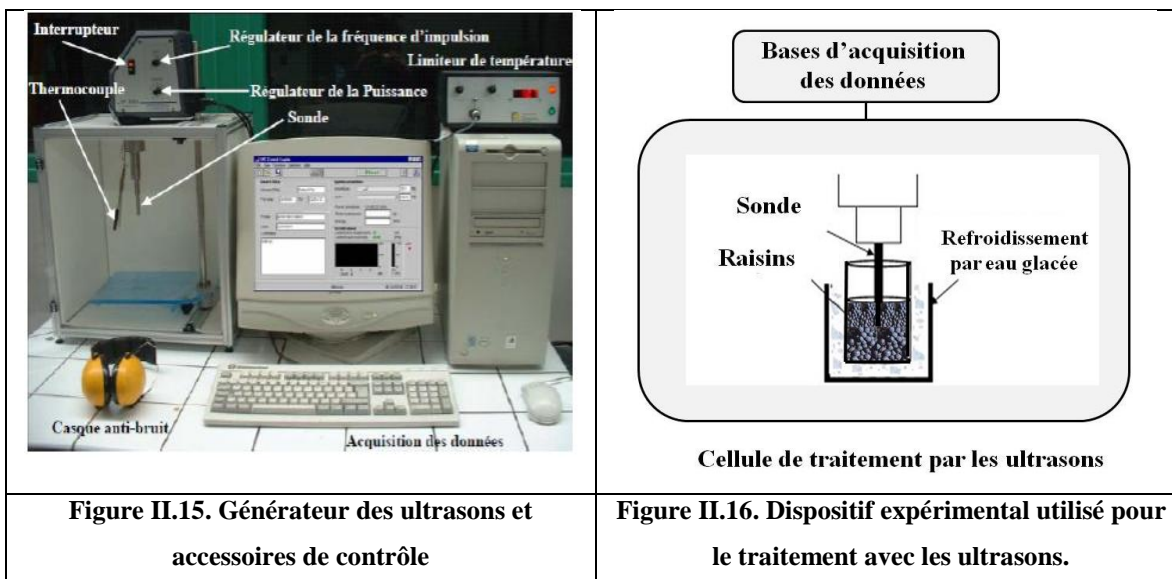 Interrupteur
Régulateur de la fréquence d'impulsion
Limiteur de température
Thermocouple
Régulateur de la Puissance
Sonde
Casque anti-bruit
Acquisition des données
Figure II.15. Générateur des ultrasons et
accessoires de contrôle
Bases d'acquisition
des données
Sonde
Raisins
Refroidissement
par eau glacée
Cellule de traitement par les ultrasons
Figure II.16. Dispositif expérimental utilisé pour
le traitement avec les ultrasons.